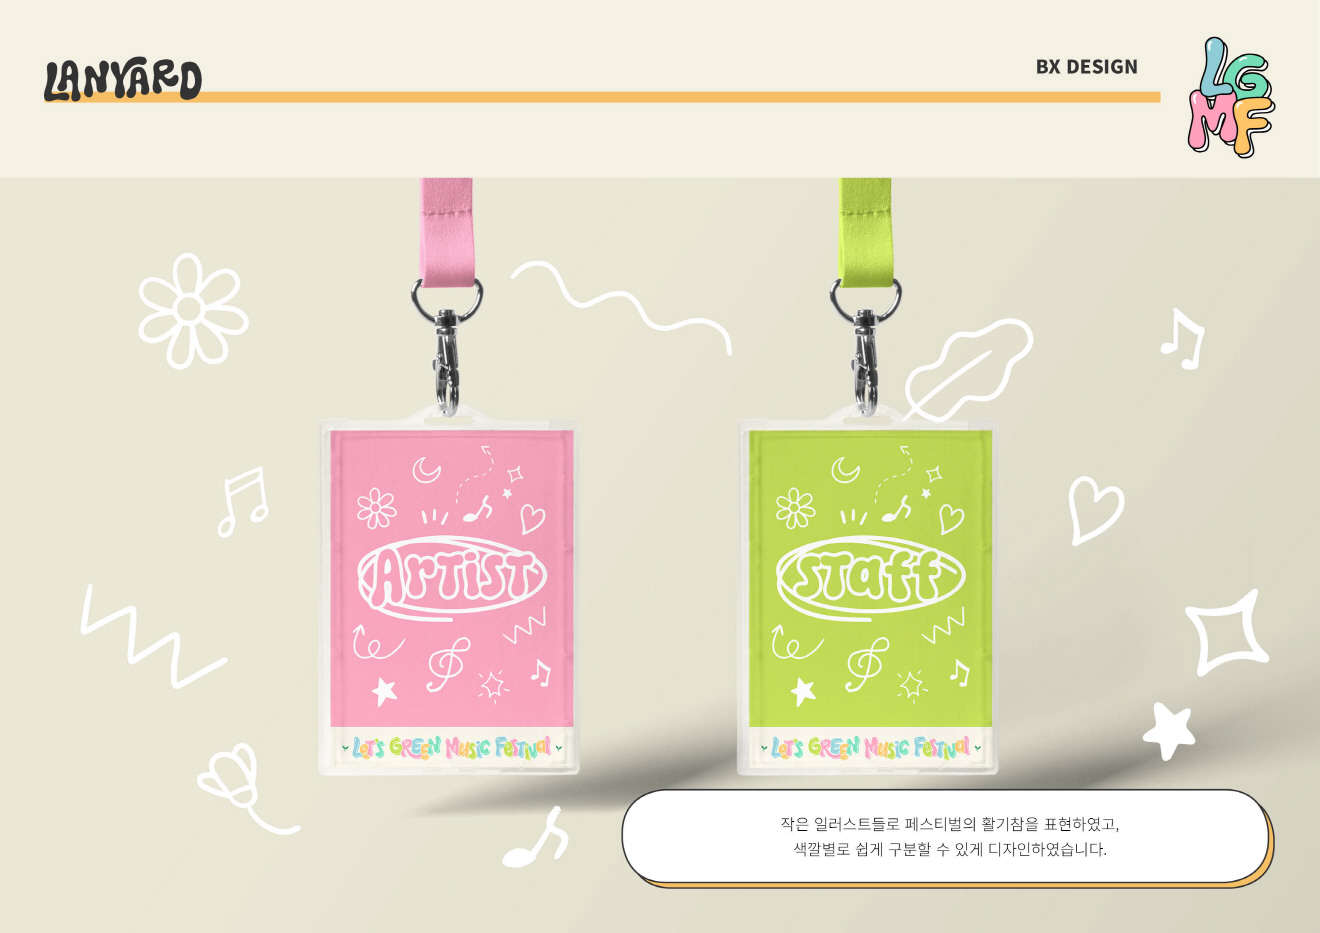 LANYARD
BX DESIGN
LG
MF
Artist
Staff
Let's GREEN Music Festival
Let's GREEN Music Festival
작은 일러스트들로 페스티벌의 활기참을 표현하였고,
색깔별로 쉽게 구분할 수 있게 디자인하였습니다.